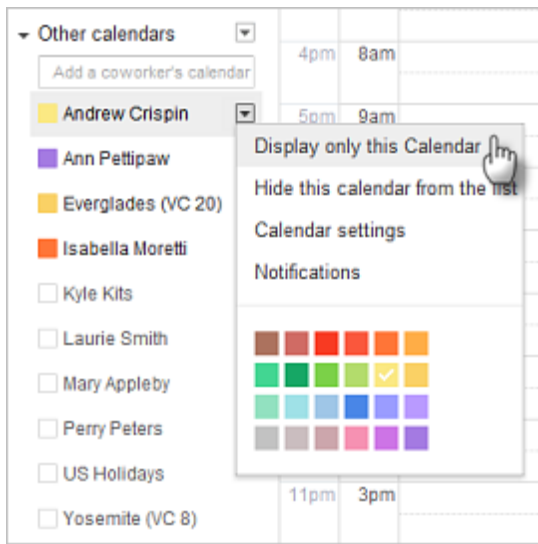 Other calendars
Add a coworker's calendar
4pm 8am
Andrew Crispin
5pm 9am
Display only this Calendar
Ann Pettipaw
Hide this calendar from the list
Everglades (VC 20)
Calendar settings
Isabella Moretti
Notifications
Kyle Kits
Laurie Smith
Mary Appleby
Perry Peters
US Holidays
11pm 3pm
Yosemite (VC 8)